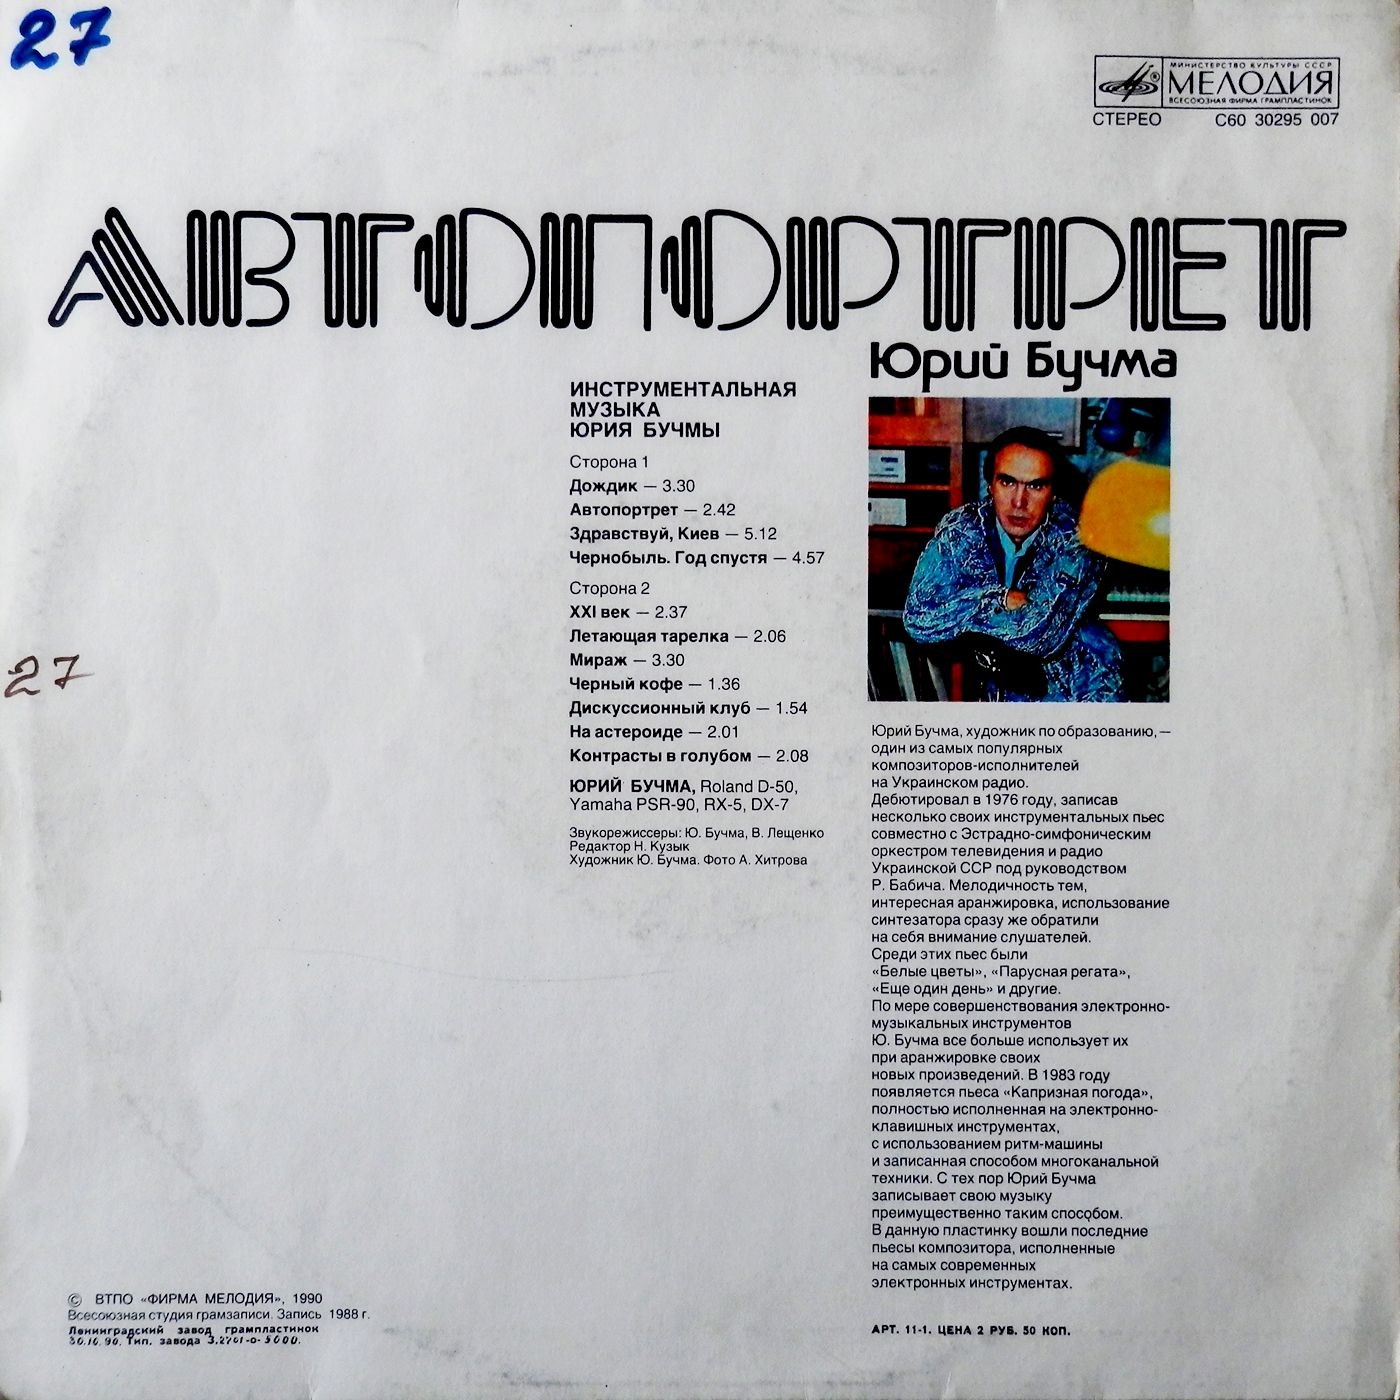 27
МИНИСТЕРСТВО КУЛЬТУРЫ СССР
МЕЛОДИЯ
ВСЕСОЮЗНАЯ ФИРМА ГРАМПЛАСТИНОК
СТЕРЕО С60 30295 007
АВТОПОРТРЕТ
Юрий Бучма
ИНСТРУМЕНТАЛЬНАЯ
МУЗЫКА
ЮРИЯ БУЧМЫ
Сторона 1
Дождик — 3.30
Автопортрет — 2.42
Здравствуй, Киев — 5.12
Чернобыль. Год спустя — 4.57
Сторона 2
XXI век — 2.37
Летающая тарелка — 2.06
Мираж — 3.30
Черный кофе — 1.36
Дискуссионный клуб — 1.54
На астероиде — 2.01
Контрасты в голубом — 2.08
ЮРИЙ БУЧМА, Roland D-50,
Yamaha PSR-90, RX-5, DX-7
Звукорежиссеры: Ю. Бучма, В. Лещенко
Редактор Н. Кузык
Художник Ю. Бучма. Фото А. Хитрова
27
Юрий Бучма, художник по образованию, —
один из самых популярных
композиторов-исполнителей
на Украинском радио.
Дебютировал в 1976 году, записав
несколько своих инструментальных пьес
совместно с Эстрадно-симфоническим
оркестром телевидения и радио
Украинской ССР под руководством
Р. Бабича. Мелодичность тем,
интересная аранжировка, использование
синтезатора сразу же обратили
на себя внимание слушателей.
Среди этих пьес были
«Белые цветы», «Парусная регата»,
«Еще один день» и другие.
По мере совершенствования электронно-
музыкальных инструментов
Ю. Бучма все больше использует их
при аранжировке своих
новых произведений. В 1983 году
появляется пьеса «Капризная погода»,
полностью исполненная на электронно-
клавишных инструментах,
с использованием ритм-машины
и записанная способом многоканальной
техники. С тех пор Юрий Бучма
записывает свою музыку
преимущественно таким способом.
В данную пластинку вошли последние
пьесы композитора, исполненные
на самых современных
электронных инструментах.
© ВТПО «ФИРМА МЕЛОДИЯ», 1990
Всесоюзная студия грамзаписи. Запись 1988 г.
Ленинградский завод грампластинок
30.10.90. Тип. завода
АРТ. 11-1. ЦЕНА 2 РУБ. 50 КОП.